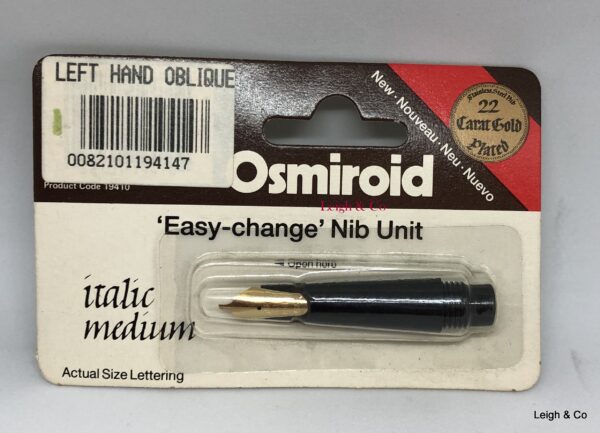 LEFT HAND OBLIQUE
0082101194147
Product Code 19410
New · Nouveau · Neu · Nuevo
Stainless Steel Nib
22
Carat Gold
Plated
Osmiroid
Leigh & Co
'Easy-change' Nib Unit
◄ Open here
italic
medium
Actual Size Lettering
Leigh & Co